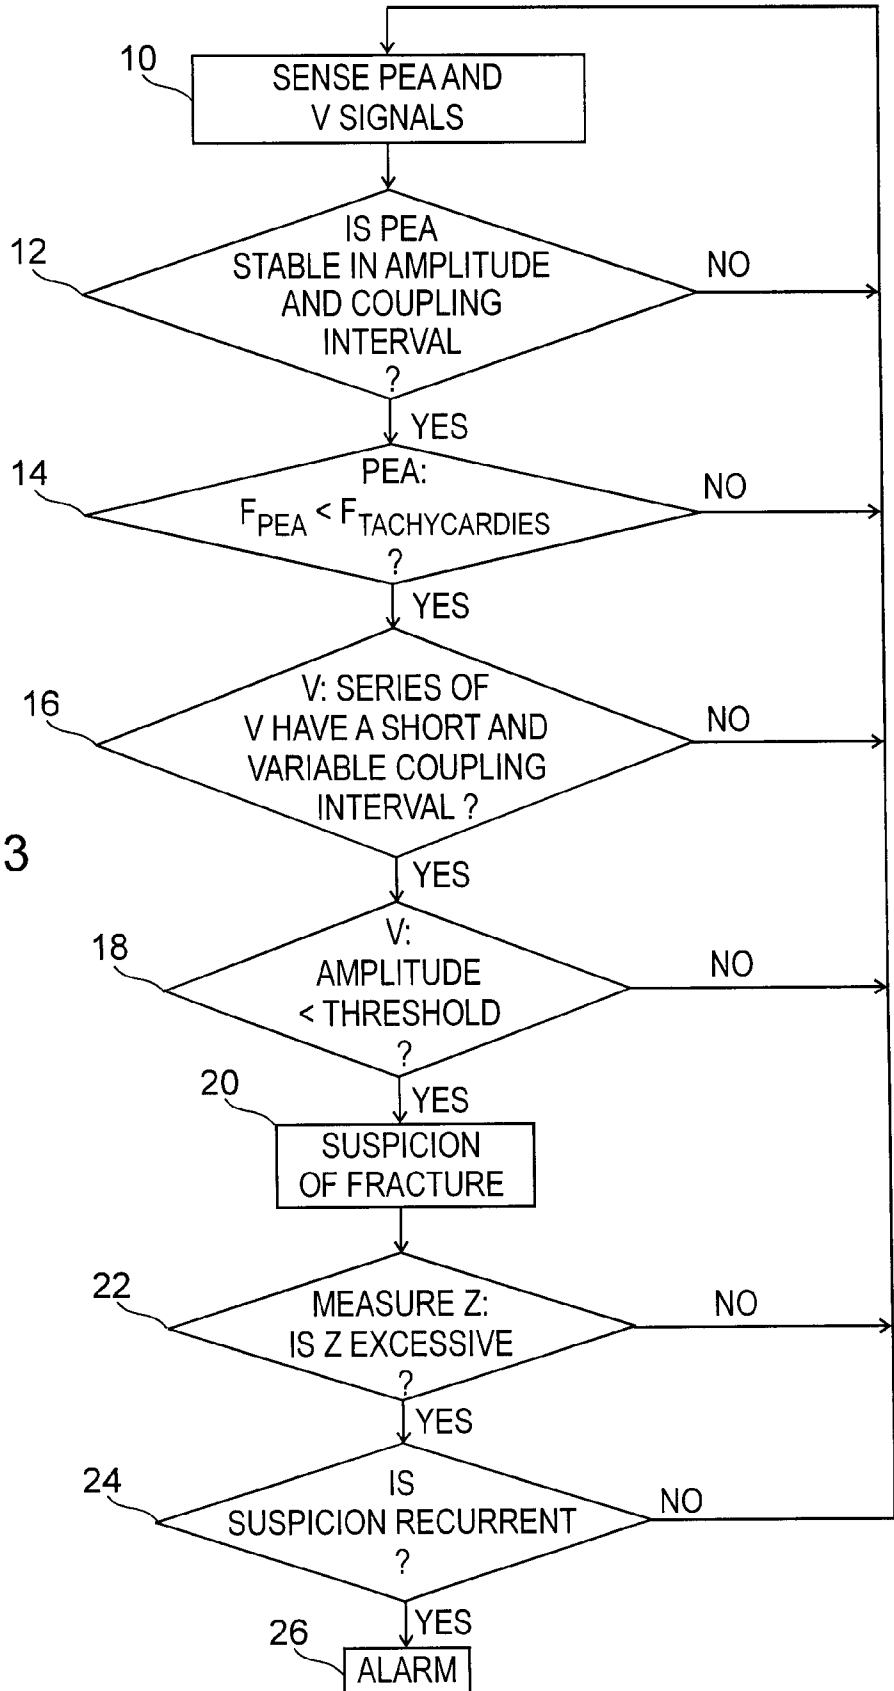 10
SENSE PEA AND
V SIGNALS
12
IS PEA
STABLE IN AMPLITUDE
AND COUPLING
INTERVAL
?
NO
YES
14
PEA:
F_PEA < F_TACHYCARDIES
?
NO
YES
16
V: SERIES OF
V HAVE A SHORT AND
VARIABLE COUPLING
INTERVAL ?
NO
3
YES
18
V:
AMPLITUDE
< THRESHOLD
?
NO
YES
20
SUSPICION
OF FRACTURE
22
MEASURE Z:
IS Z EXCESSIVE
?
NO
YES
24
IS
SUSPICION RECURRENT
?
NO
YES
26
ALARM